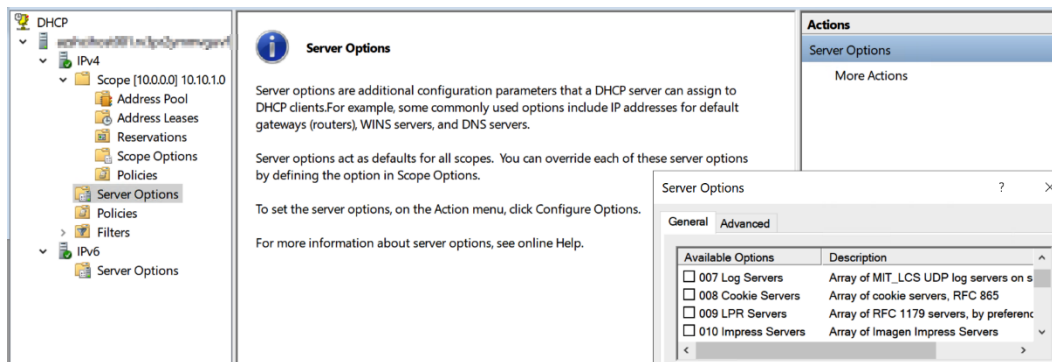 DHCP
IPv4
Scope [10.0.0.0] 10.10.1.0
Address Pool
Address Leases
Reservations
Scope Options
Policies
Server Options
Policies
Filters
IPv6
Server Options
Server Options
Server options are additional configuration parameters that a DHCP server can assign to
DHCP clients.For example, some commonly used options include IP addresses for default
gateways (routers), WINS servers, and DNS servers.
Server options act as defaults for all scopes. You can override each of these server options
by defining the option in Scope Options.
To set the server options, on the Action menu, click Configure Options.
For more information about server options, see online Help.
Actions
Server Options
More Actions
Server Options ?
General Advanced
Available Options Description
007 Log Servers Array of MIT_LCS UDP log servers on s
008 Cookie Servers Array of cookie servers, RFC 865
009 LPR Servers Array of RFC 1179 servers, by preferenc
010 Impress Servers Array of Imagen Impress Servers